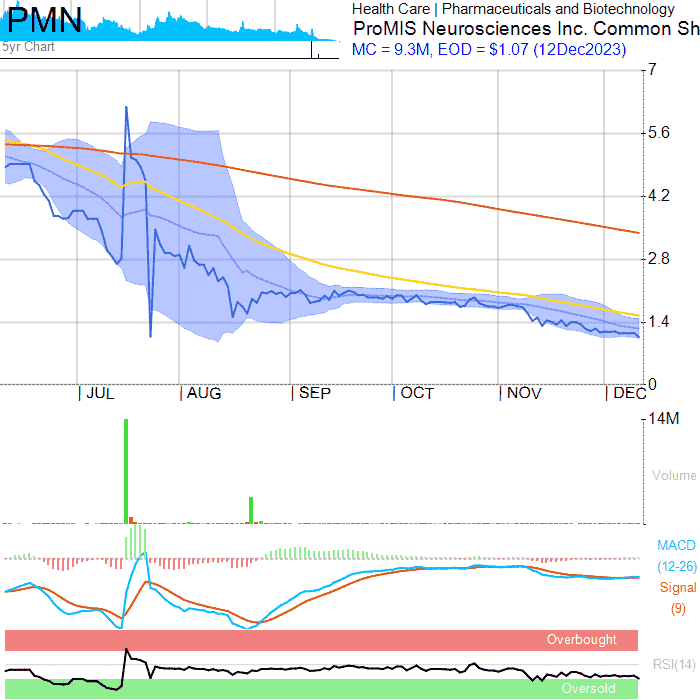 PMN
5yr Chart
Health Care | Pharmaceuticals and Biotechnology
ProMIS Neurosciences Inc. Common Sh
MC = 9.3M, EOD = $1.07 (12Dec2023)
7
5.6
4.2
2.8
1.4
0
| JUL | AUG | SEP | OCT | NOV | DEC
14M
Volume
MACD
(12-26)
Signal
(9)
Overbought
RSI(14)
Oversold